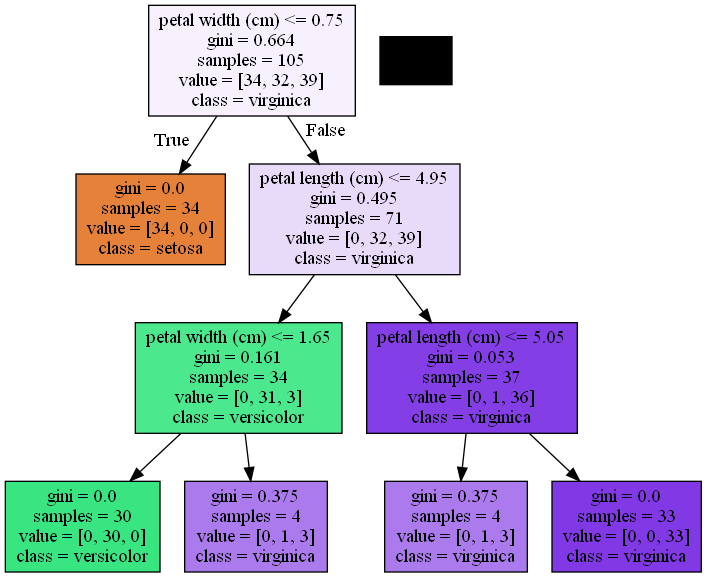 petal width (cm) <= 0.75
gini = 0.664
samples = 105
value = [34, 32, 39]
class = virginica
True
False
gini = 0.0
samples = 34
value = [34, 0, 0]
class = setosa
petal length (cm) <= 4.95
gini = 0.495
samples = 71
value = [0, 32, 39]
class = virginica
petal width (cm) <= 1.65
gini = 0.161
samples = 34
value = [0, 31, 3]
class = versicolor
petal length (cm) <= 5.05
gini = 0.053
samples = 37
value = [0, 1, 36]
class = virginica
gini = 0.0
samples = 30
value = [0, 30, 0]
class = versicolor
gini = 0.375
samples = 4
value = [0, 1, 3]
class = virginica
gini = 0.375
samples = 4
value = [0, 1, 3]
class = virginica
gini = 0.0
samples = 33
value = [0, 0, 33]
class = virginica